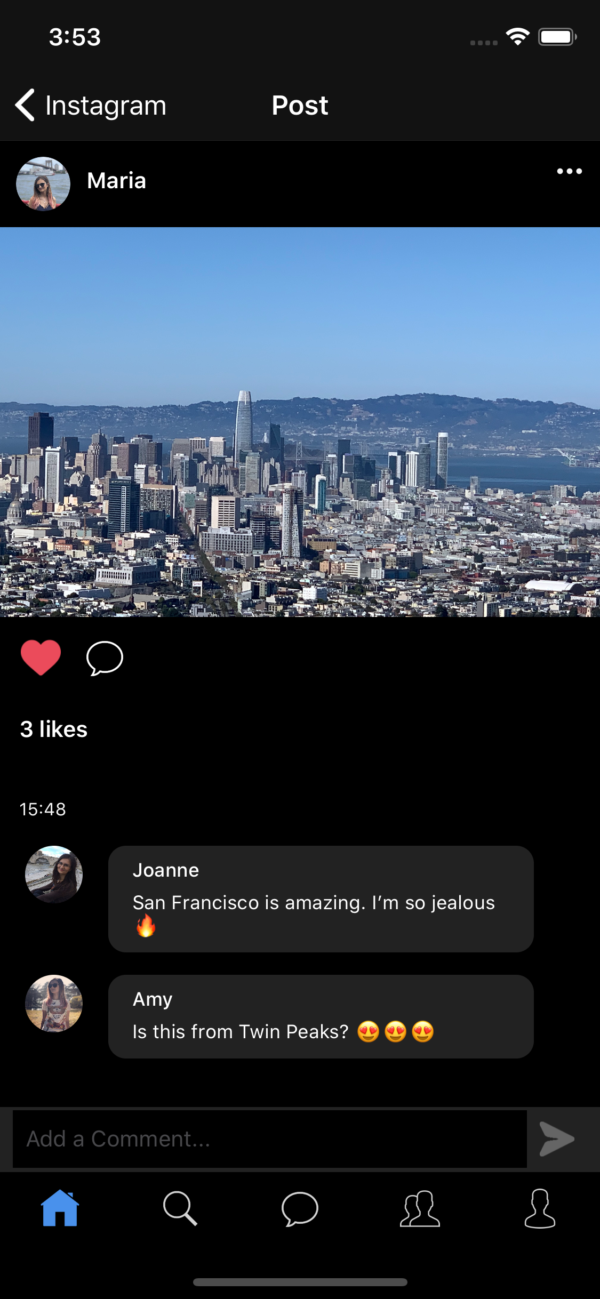 3:53
Instagram
Post
Maria
3 likes
15:48
Joanne
San Francisco is amazing. I’m so jealous
🔥
Amy
Is this from Twin Peaks? 😍😍😍
Add a Comment...